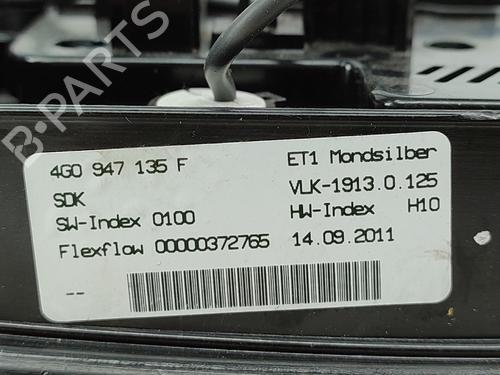 B-PARTS
4G0 947 135 F ET1 Mondsilber
SDK VLK-1913.0.125
SW-Index 0100 HW-Index H10
Flexflow 00000372765 14.09.2011
--